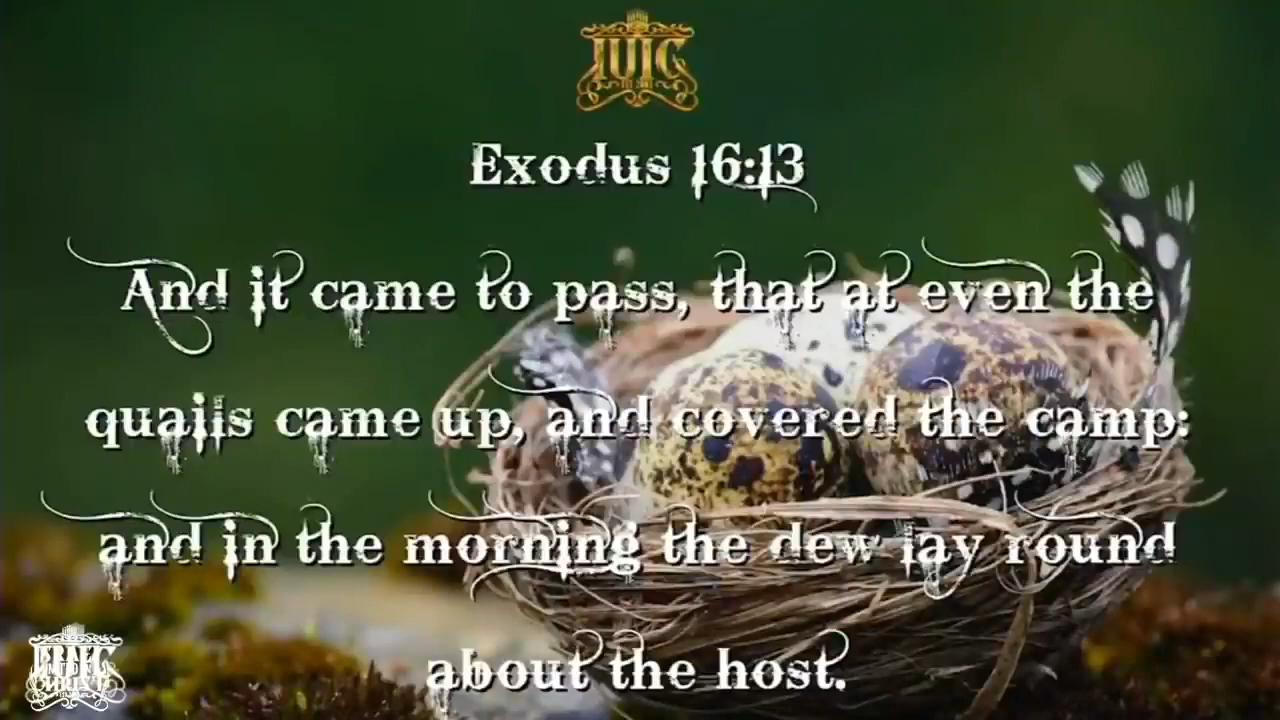 IUIC
Exodus 16:13
And it came to pass, that at even the
quails came up, and covered the camp:
and in the morning the dew lay round
about the host.